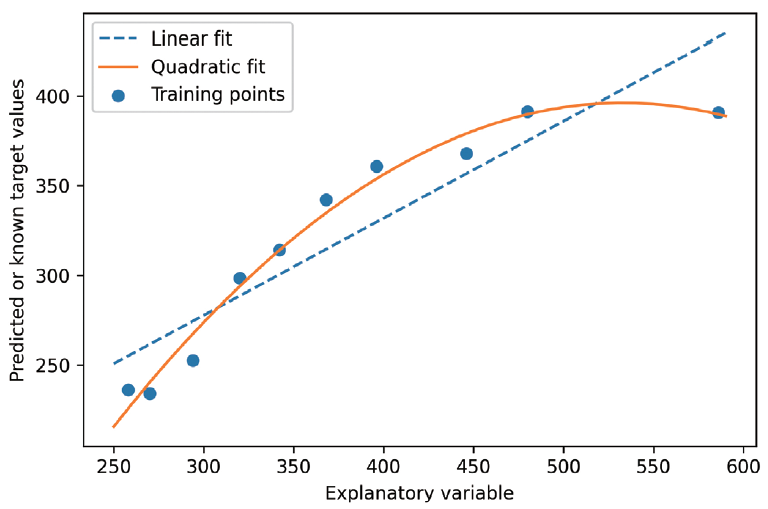 Linear fit
Quadratic fit
Training points
Predicted or known target values
400
350
300
250
250 300 350 400 450 500 550 600
Explanatory variable